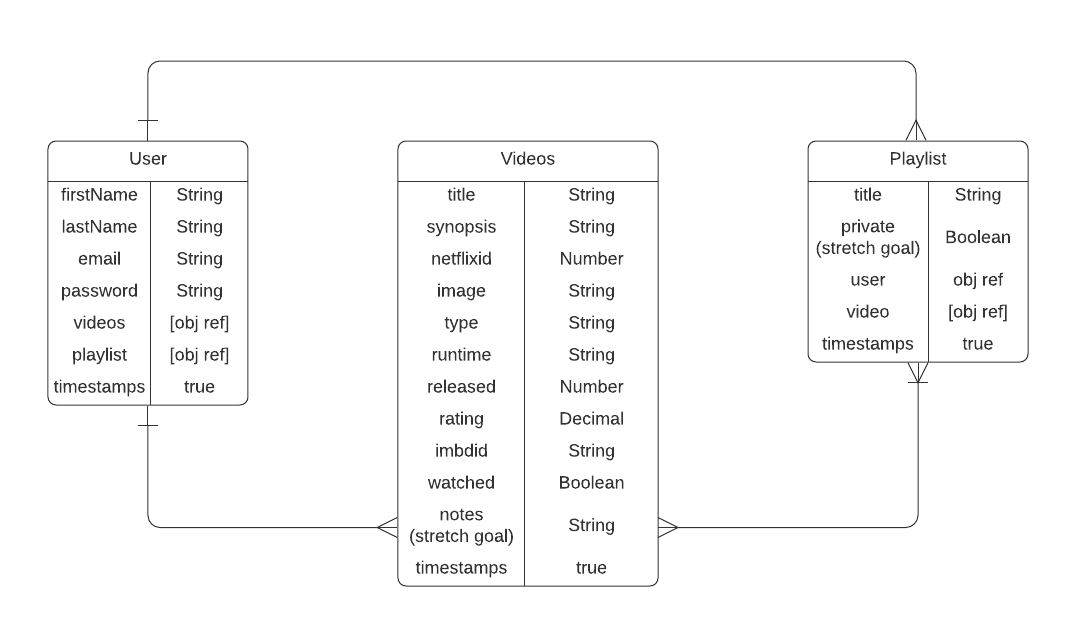 User
firstName String
lastName String
email String
password String
videos [obj ref]
playlist [obj ref]
timestamps true
Videos
title String
synopsis String
netflixid Number
image String
type String
runtime String
released Number
rating Decimal
imbdid String
watched Boolean
notes
(stretch goal) String
timestamps true
Playlist
title String
private
(stretch goal) Boolean
user obj ref
video [obj ref]
timestamps true